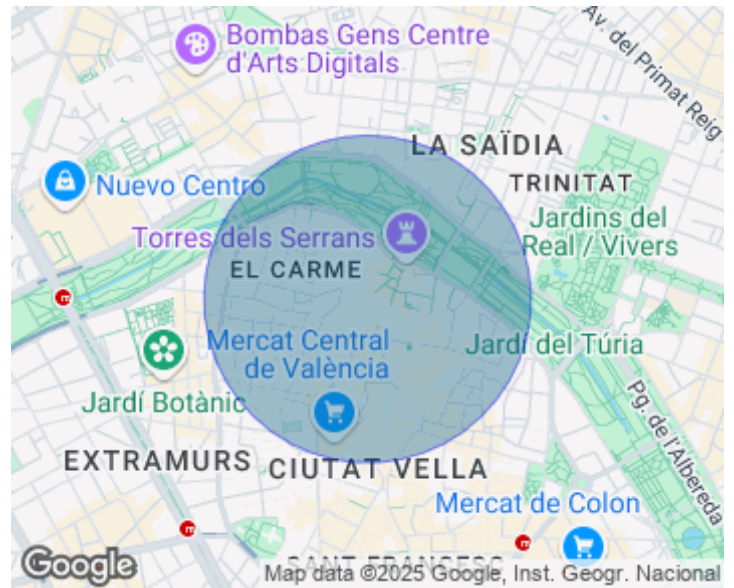 Bombas Gens Centre
d'Arts Digitals
Av. del Primat Reig
LA SAÏDIA
TRINITAT
Nuevo Centro
Jardins del
Real / Vivers
Torres dels Serrans
EL CARME
Mercat Central
de València
Jardí del Túria
Jardí Botànic
Pg. de l'Albereda
EXTRAMURS
CIUTAT VELLA
Mercat de Colon
SANT FRANCESC
Google
Map data ©2025 Google, Inst. Geogr. Nacional